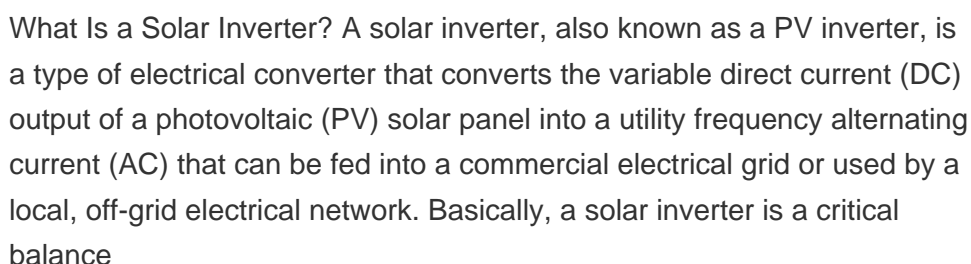 What Is a Solar Inverter? A solar inverter, also known as a PV inverter, is
a type of electrical converter that converts the variable direct current (DC)
output of a photovoltaic (PV) solar panel into a utility frequency alternating
current (AC) that can be fed into a commercial electrical grid or used by a
local, off-grid electrical network. Basically, a solar inverter is a critical
balance